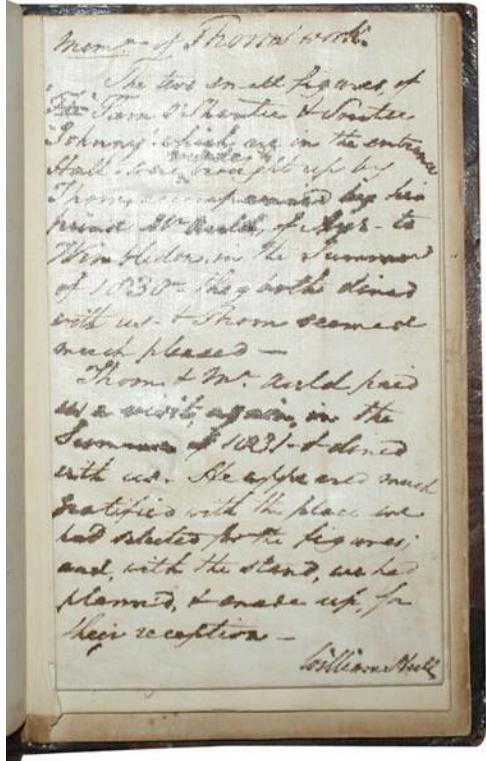 Memo. of Thom's work.
The two small figures, of
Tam O'Shanter & Souter
Johnny which are in the entrance
Hall were brought up by
Thom, accompanied by his
friend Mr. Auld, of Ayr - to
Wimbledon, in the Summer
of 1830 - they both dined
with us - & Thom seemed
much pleased —
Thom & Mr. Auld paid
us a visit, again, in the
Summer of 1831 - & dined
with us - He appeared much
gratified with the place we
had selected for the figures;
and, with the stand, we had
planned, & made up, for
their reception —
William Hull